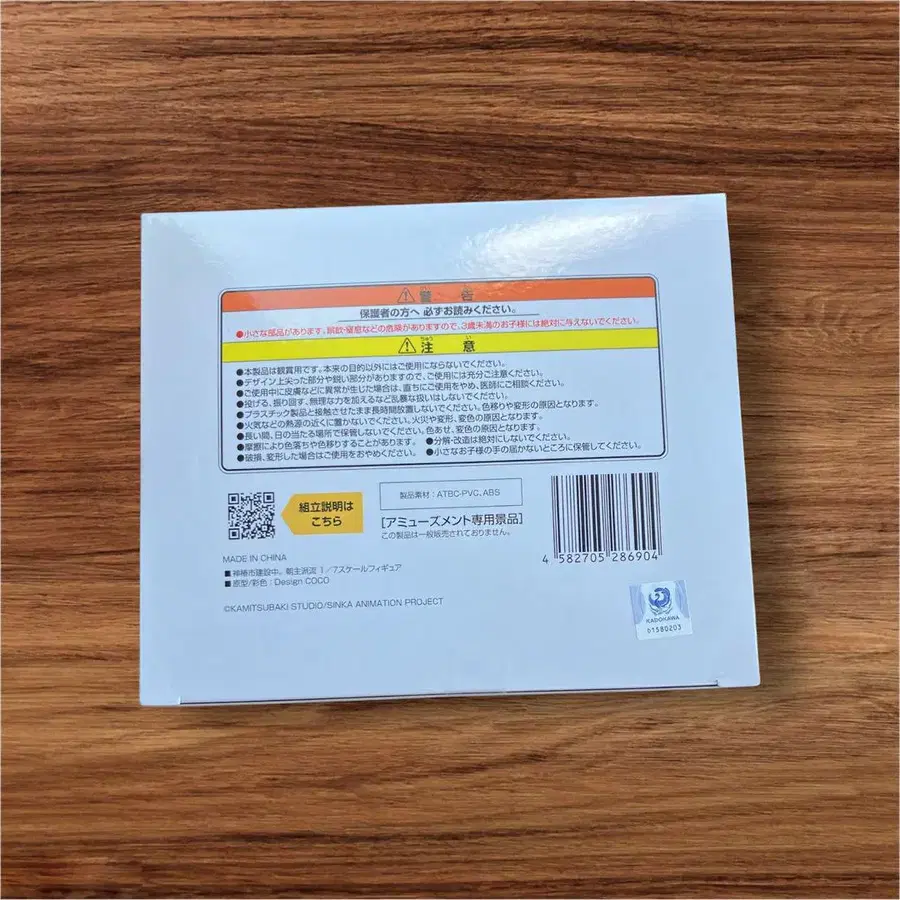 ⚠警告
保護者の方へ 必ずお読みください。
●小さな部品があります。誤飲・窒息などの危険がありますので、3歳未満のお子様には絶対に与えないでください。
⚠注意
ちゅう い
●本製品は観賞用です。本来の目的以外にはご使用にならないでください。
●デザイン上尖った部分や鋭い部分がありますので、ご使用には充分ご注意ください。
●ご使用中に皮膚などに異常が生じた場合は、直ちにご使用をやめ、医師にご相談ください。
●投げる、振り回す、無理な力を加えるなど乱暴な扱いはしないでください。
●プラスチック製品と接触させたまま長時間放置しないでください。色移りや変形の原因となります。
●火気などの熱源の近くに置かないでください。火災や変形、変色の原因となります。
●長い間、日の当たる場所で保管しないでください。色あせ、変色の原因となります。
●摩擦により色落ちや色移りすることがあります。 ●分解・改造は絶対にしないでください。
●破損、変形した場合はご使用をおやめください。 ●小さなお子様の手の届かないところに保管してください。
組立説明は
こちら
製品素材：ATBC-PVC、ABS
[アミューズメント専用景品]
この製品は一般販売されておりません。
4 582705 286904
MADE IN CHINA
■神椿市建設中。朝主派流 1／7スケールフィギュア
■原型/彩色：Design COCO
©KAMITSUBAKI STUDIO/SINKA ANIMATION PROJECT
KADOKAWA
b1580203